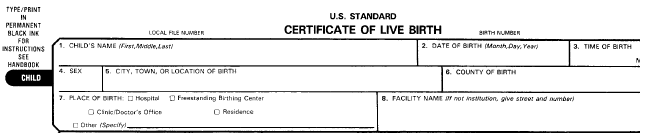 TYPE/PRINT
IN
PERMANENT
BLACK INK
FOR
INSTRUCTIONS
SEE
HANDBOOK
CHILD
U.S. STANDARD
LOCAL FILE NUMBER
CERTIFICATE OF LIVE BIRTH
BIRTH NUMBER
1. CHILD'S NAME (First,Middle,Last)
2. DATE OF BIRTH (Month,Day,Year)
3. TIME OF BIRTH
M
4. SEX
5. CITY, TOWN, OR LOCATION OF BIRTH
6. COUNTY OF BIRTH
7. PLACE OF BIRTH: □ Hospital □ Freestanding Birthing Center
□ Clinic/Doctor's Office □ Residence
□ Other (Specify)
8. FACILITY NAME (If not institution, give street and number)